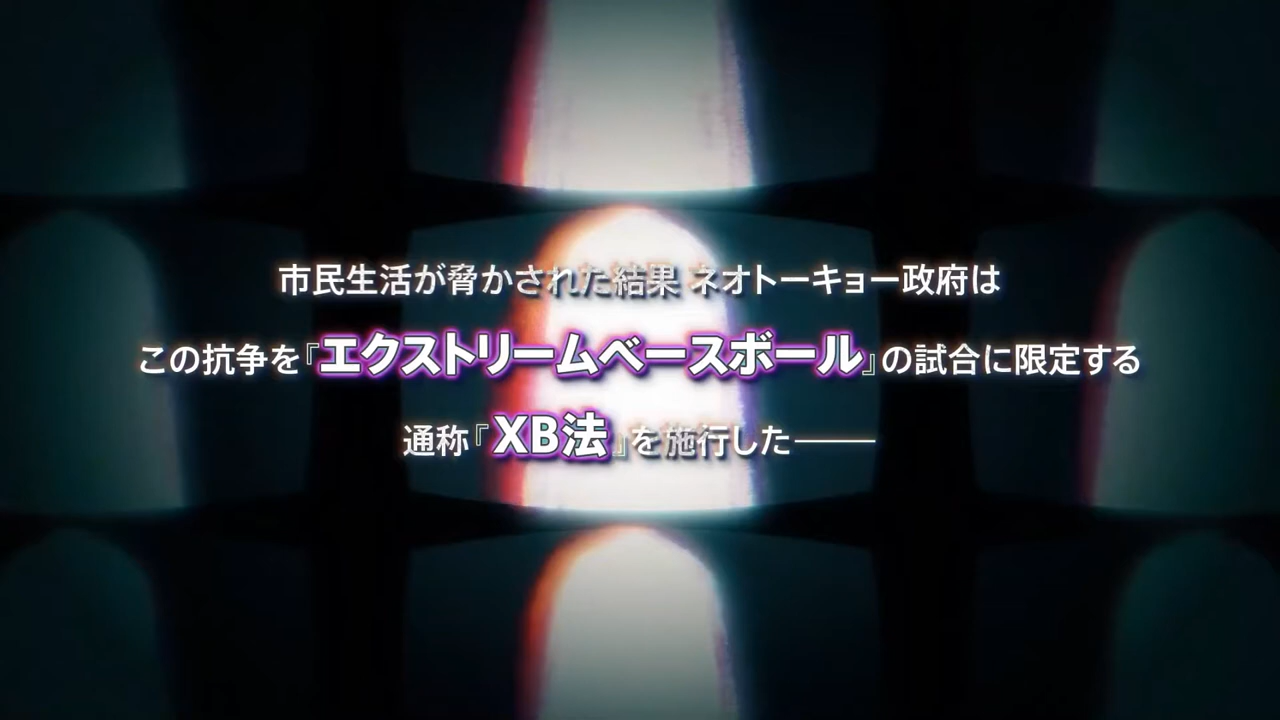 市民生活が脅かされた結果 ネオトーキョー政府は
この抗争を『エクストリームベースボール』の試合に限定する
通称『XB法』を施行した――